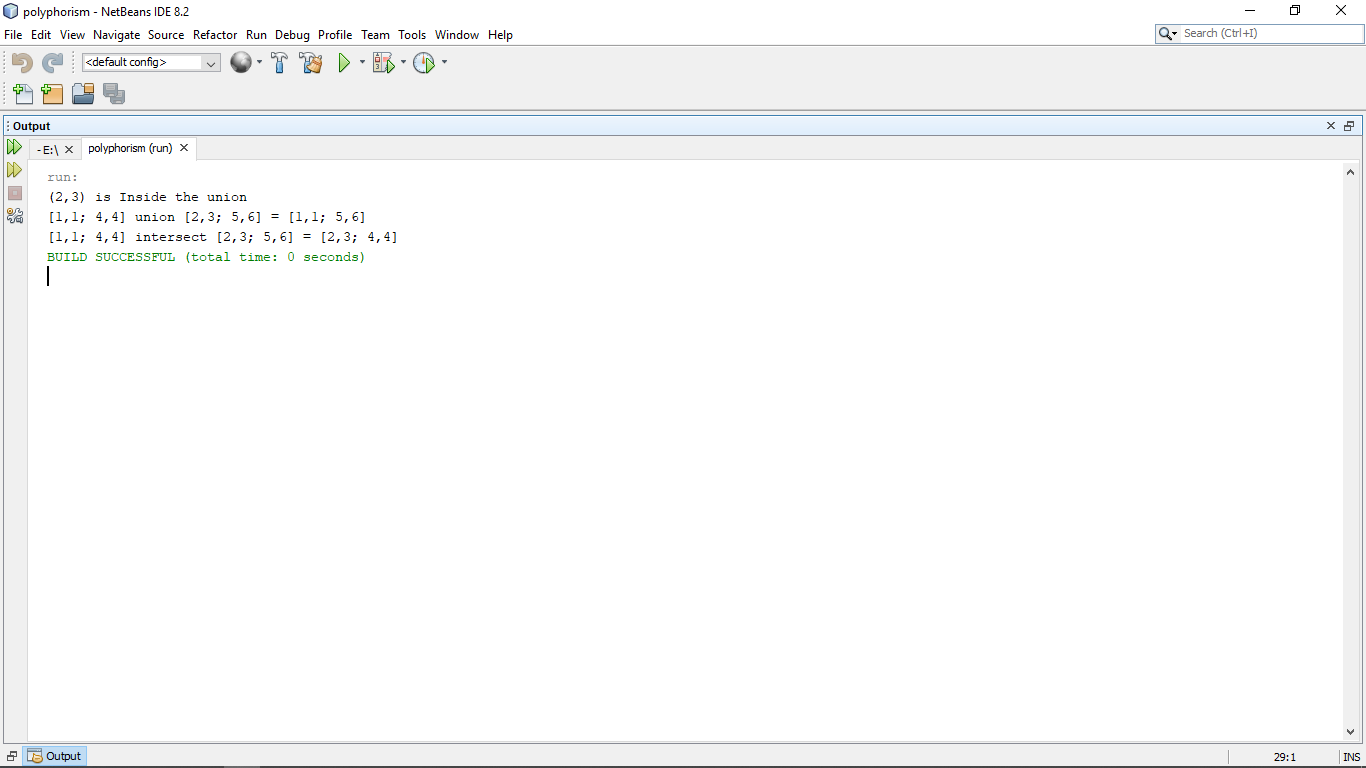 polyphorism - NetBeans IDE 8.2
File Edit View Navigate Source Refactor Run Debug Profile Team Tools Window Help
Search (Ctrl+I)
<default config>
Output
- E:\
polyphorism (run)
run:
(2,3) is Inside the union
[1,1; 4,4] union [2,3; 5,6] = [1,1; 5,6]
[1,1; 4,4] intersect [2,3; 5,6] = [2,3; 4,4]
BUILD SUCCESSFUL (total time: 0 seconds)
Output
29:1
INS